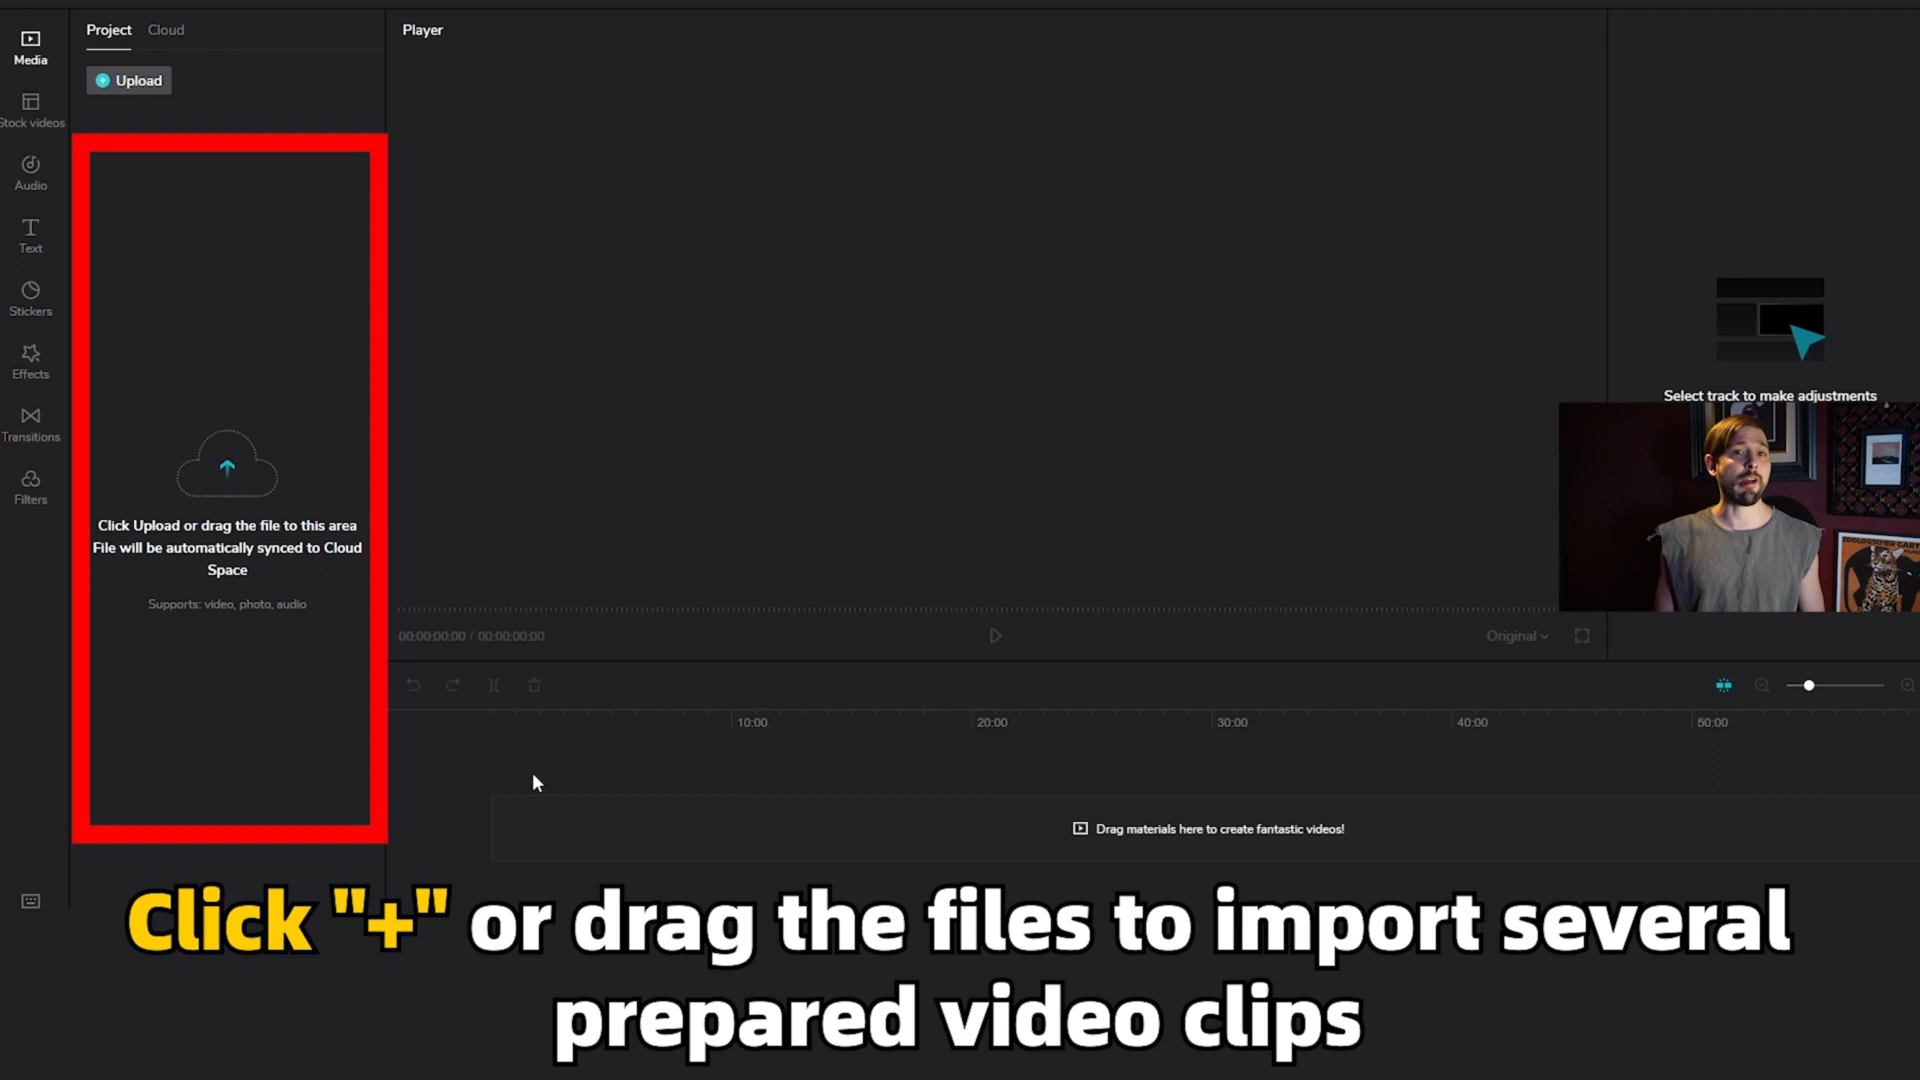 Project
Cloud
Player
Media
Upload
Stock videos
Audio
Text
Stickers
Effects
Transitions
Filters
Click Upload or drag the file to this area
File will be automatically synced to Cloud
Space
Supports: video, photo, audio
Select track to make adjustments
00:00:00:00 / 00:00:00:00
Original
10:00
20:00
30:00
40:00
50:00
Drag materials here to create fantastic videos!
Click "+" or drag the files to import several
prepared video clips